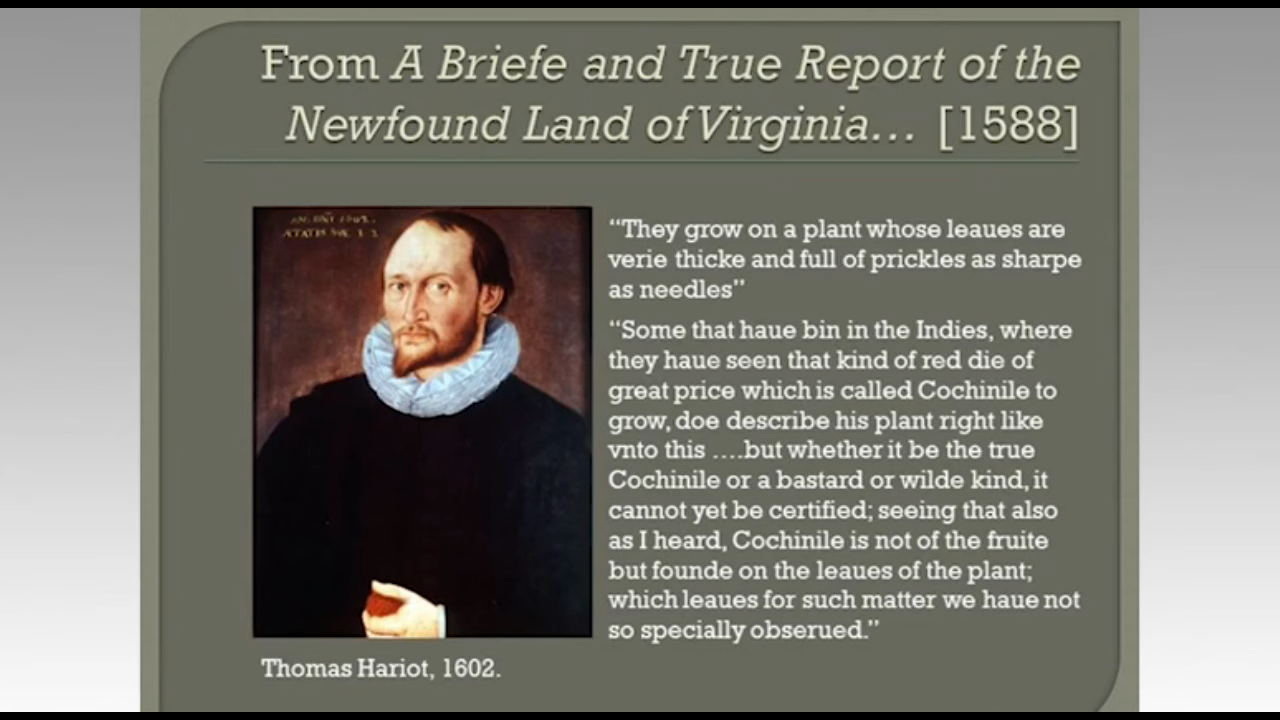 From A Briefe and True Report of the
Newfound Land of Virginia… [1588]
“They grow on a plant whose leaues are
verie thicke and full of prickles as sharpe
as needles”
“Some that haue bin in the Indies, where
they haue seen that kind of red die of
great price which is called Cochinile to
grow, doe describe his plant right like
vnto this ….but whether it be the true
Cochinile or a bastard or wilde kind, it
cannot yet be certified; seeing that also
as I heard, Cochinile is not of the fruite
but founde on the leaues of the plant;
which leaues for such matter we haue not
so specially obserued.”
Thomas Hariot, 1602.